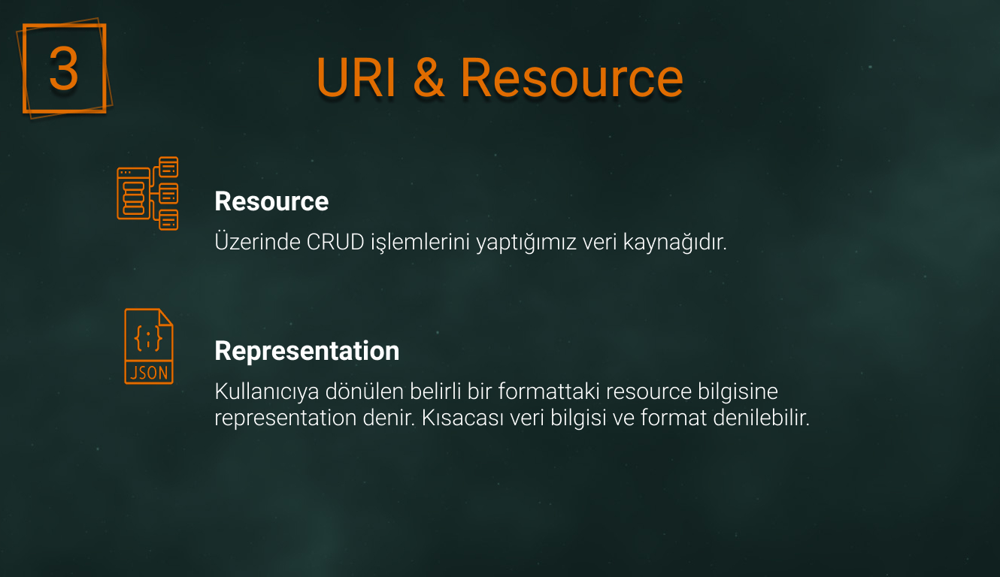 3
URI & Resource
Resource
Üzerinde CRUD işlemlerini yaptığımız veri kaynağıdır.
{;}
JSON
Representation
Kullanıcıya dönülen belirli bir formattaki resource bilgisine
representation denir. Kısacası veri bilgisi ve format denilebilir.